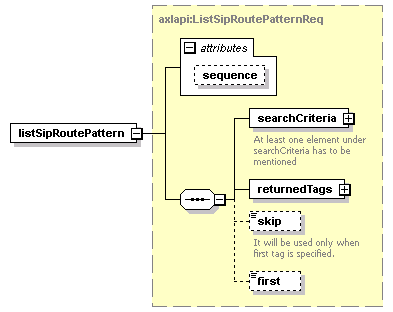 axlapi:ListSipRoutePatternReq
attributes
sequence
listSipRoutePattern
searchCriteria
At least one element under
searchCriteria has to be
mentioned
returnedTags
skip
It will be used only when
first tag is specified.
first